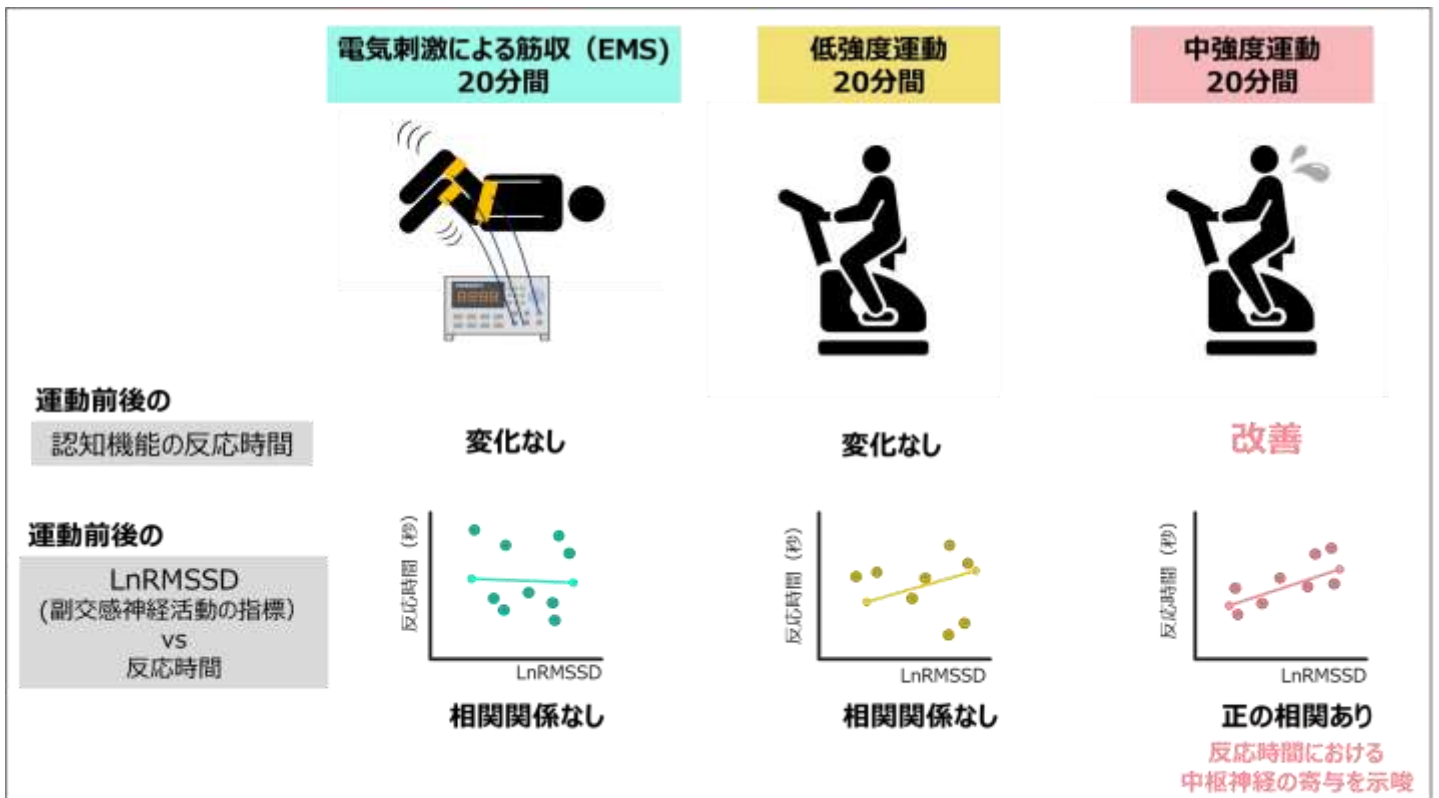 電気刺激による筋収（EMS)
20分間
低強度運動
20分間
中強度運動
20分間
運動前後の
認知機能の反応時間
変化なし
変化なし
改善
運動前後の
LnRMSSD
(副交感神経活動の指標）
vs
反応時間
反応時間（秒）
LnRMSSD
反応時間（秒）
LnRMSSD
反応時間（秒）
LnRMSSD
相関関係なし
相関関係なし
正の相関あり
反応時間における
中枢神経の寄与を示唆